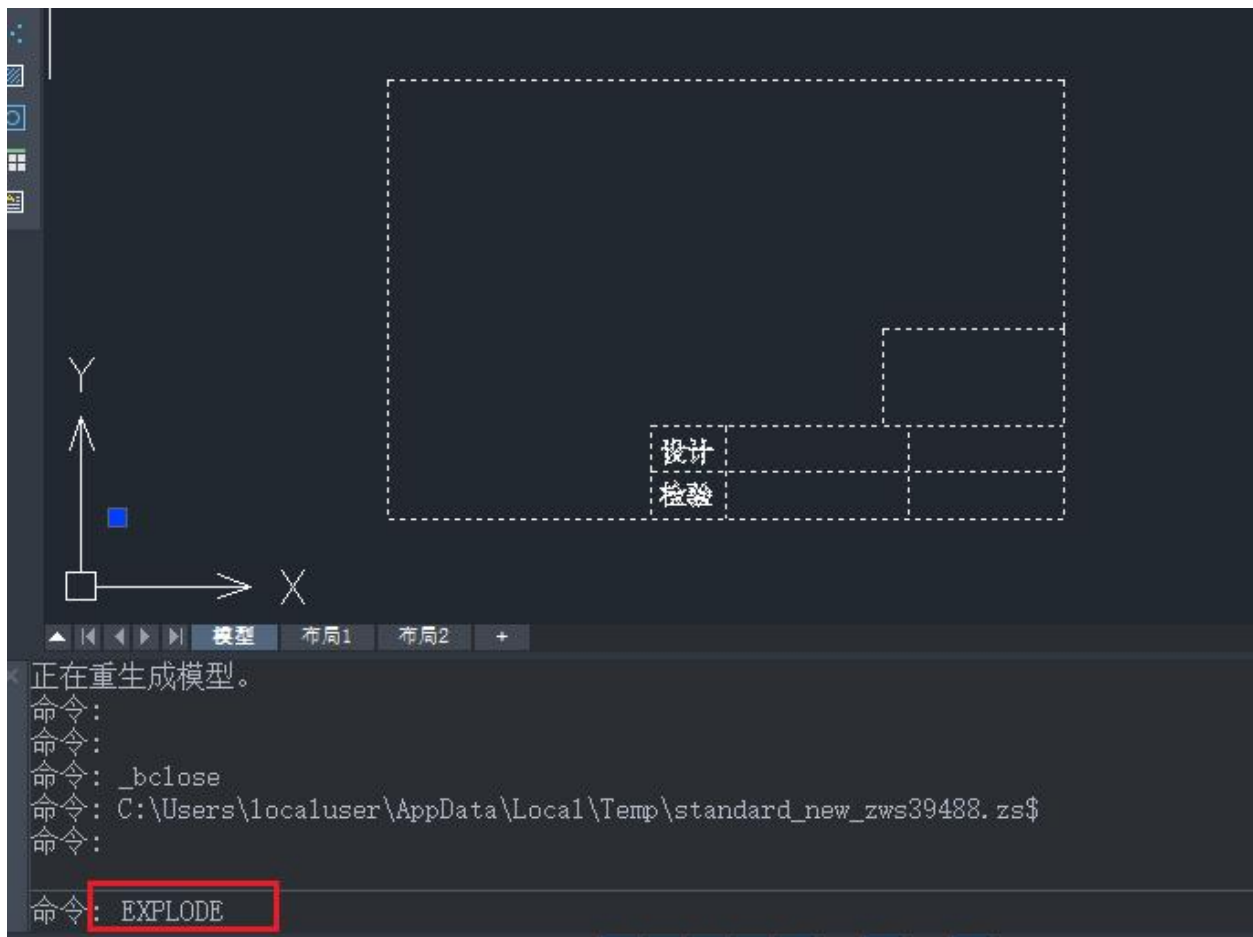 Y
设计
检验
X
模型 布局1 布局2 +
正在重生成模型。
命令:
命令:
命令: _bclose
命令: C:\Users\localuser\AppData\Local\Temp\standard_new_zws39488.zs$
命令:
命令: EXPLODE